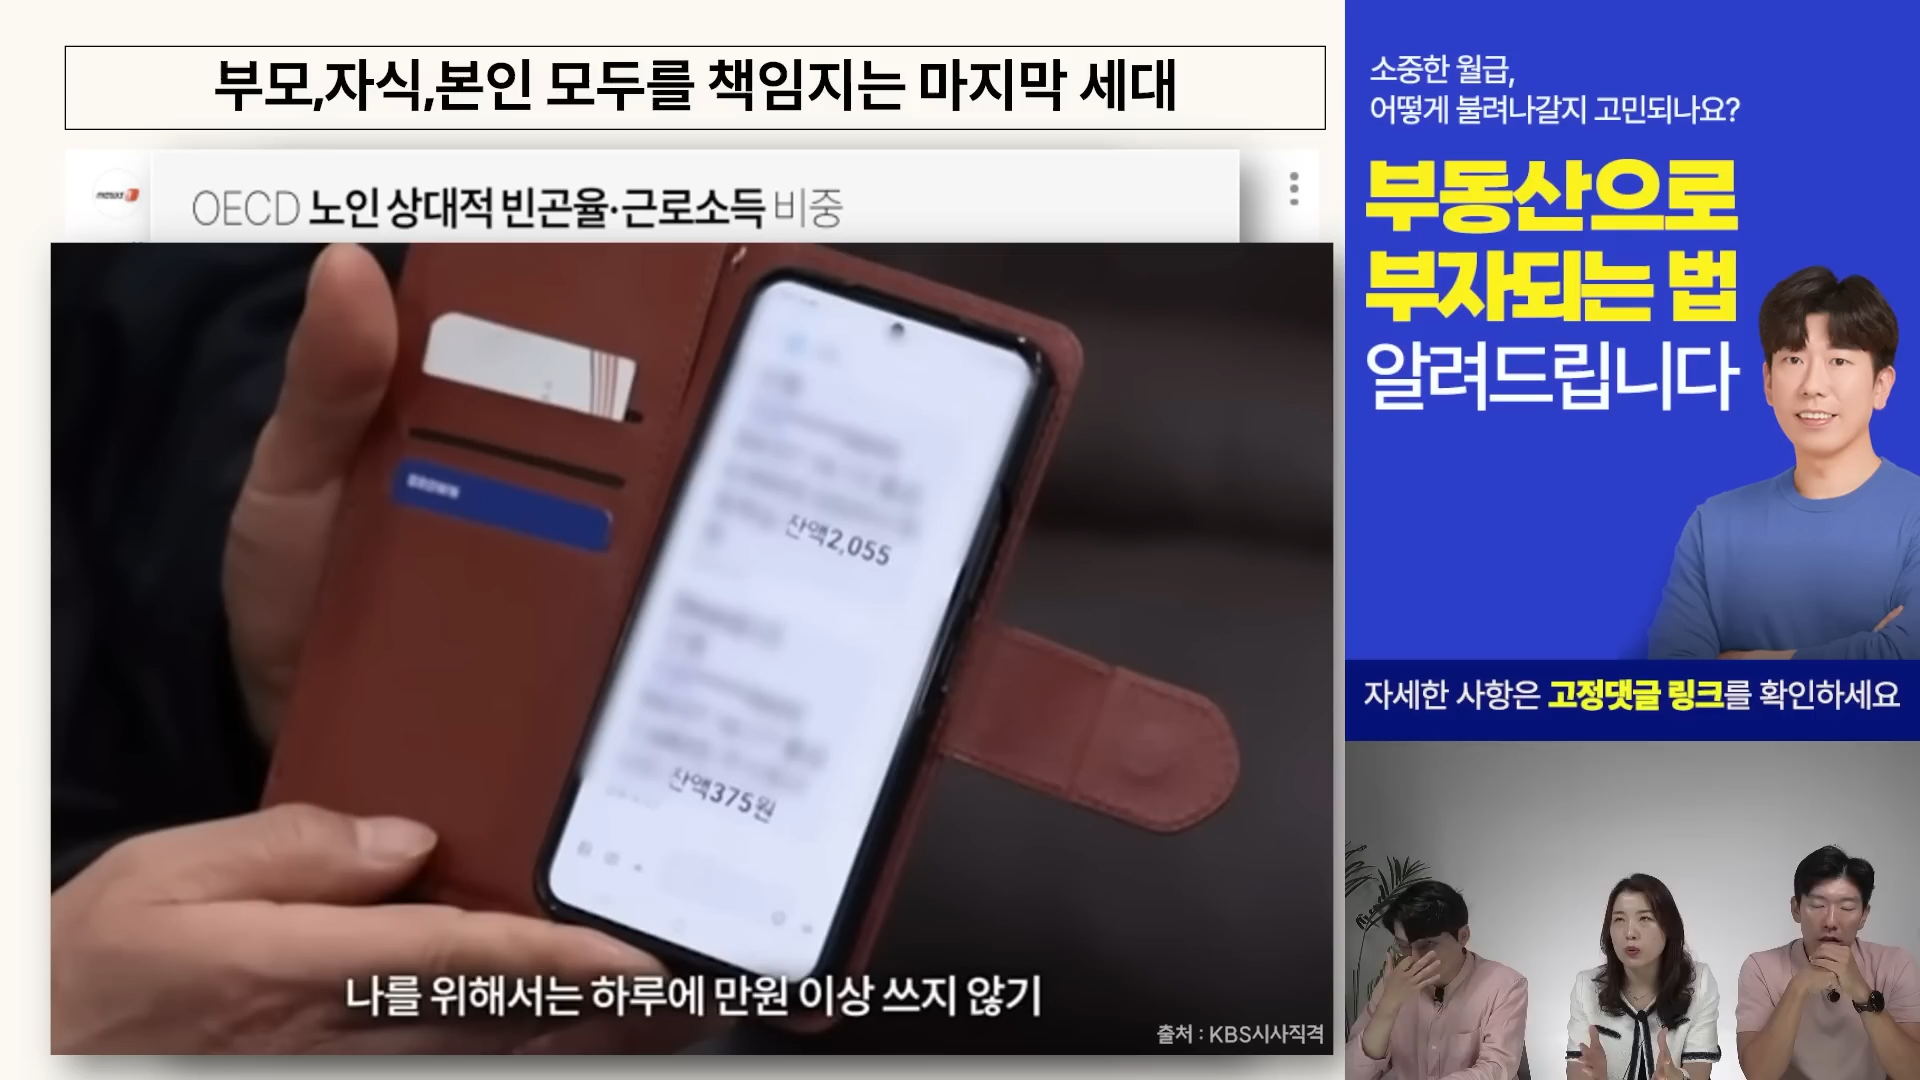 부모,자식,본인 모두를 책임지는 마지막 세대
news1
OECD 노인 상대적 빈곤율·근로소득 비중
잔액2,055
잔액375원
나를 위해서는 하루에 만원 이상 쓰지 않기
출처 : KBS시사직격
소중한 월급,
어떻게 불려나갈지 고민되나요?
부동산으로
부자되는 법
알려드립니다
자세한 사항은 고정댓글 링크를 확인하세요